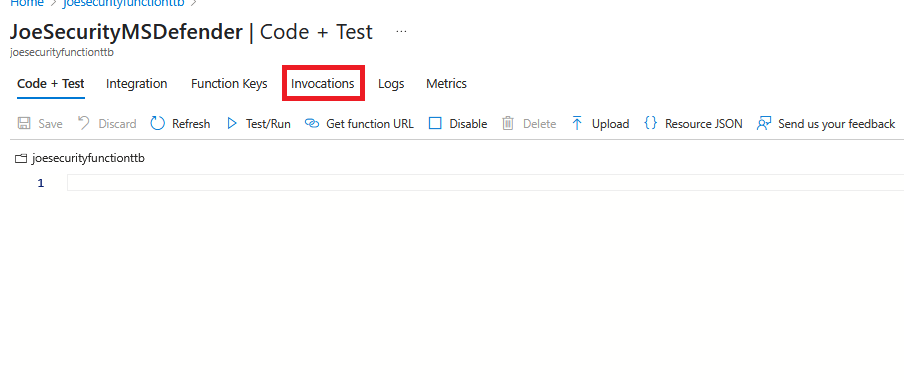 Home > joesecurityfunctionttb >
JoeSecurityMSDefender | Code + Test ...
joesecurityfunctionttb
Code + Test Integration Function Keys Invocations Logs Metrics
Save Discard Refresh Test/Run Get function URL Disable Delete Upload {} Resource JSON Send us your feedback
joesecurityfunctionttb
1